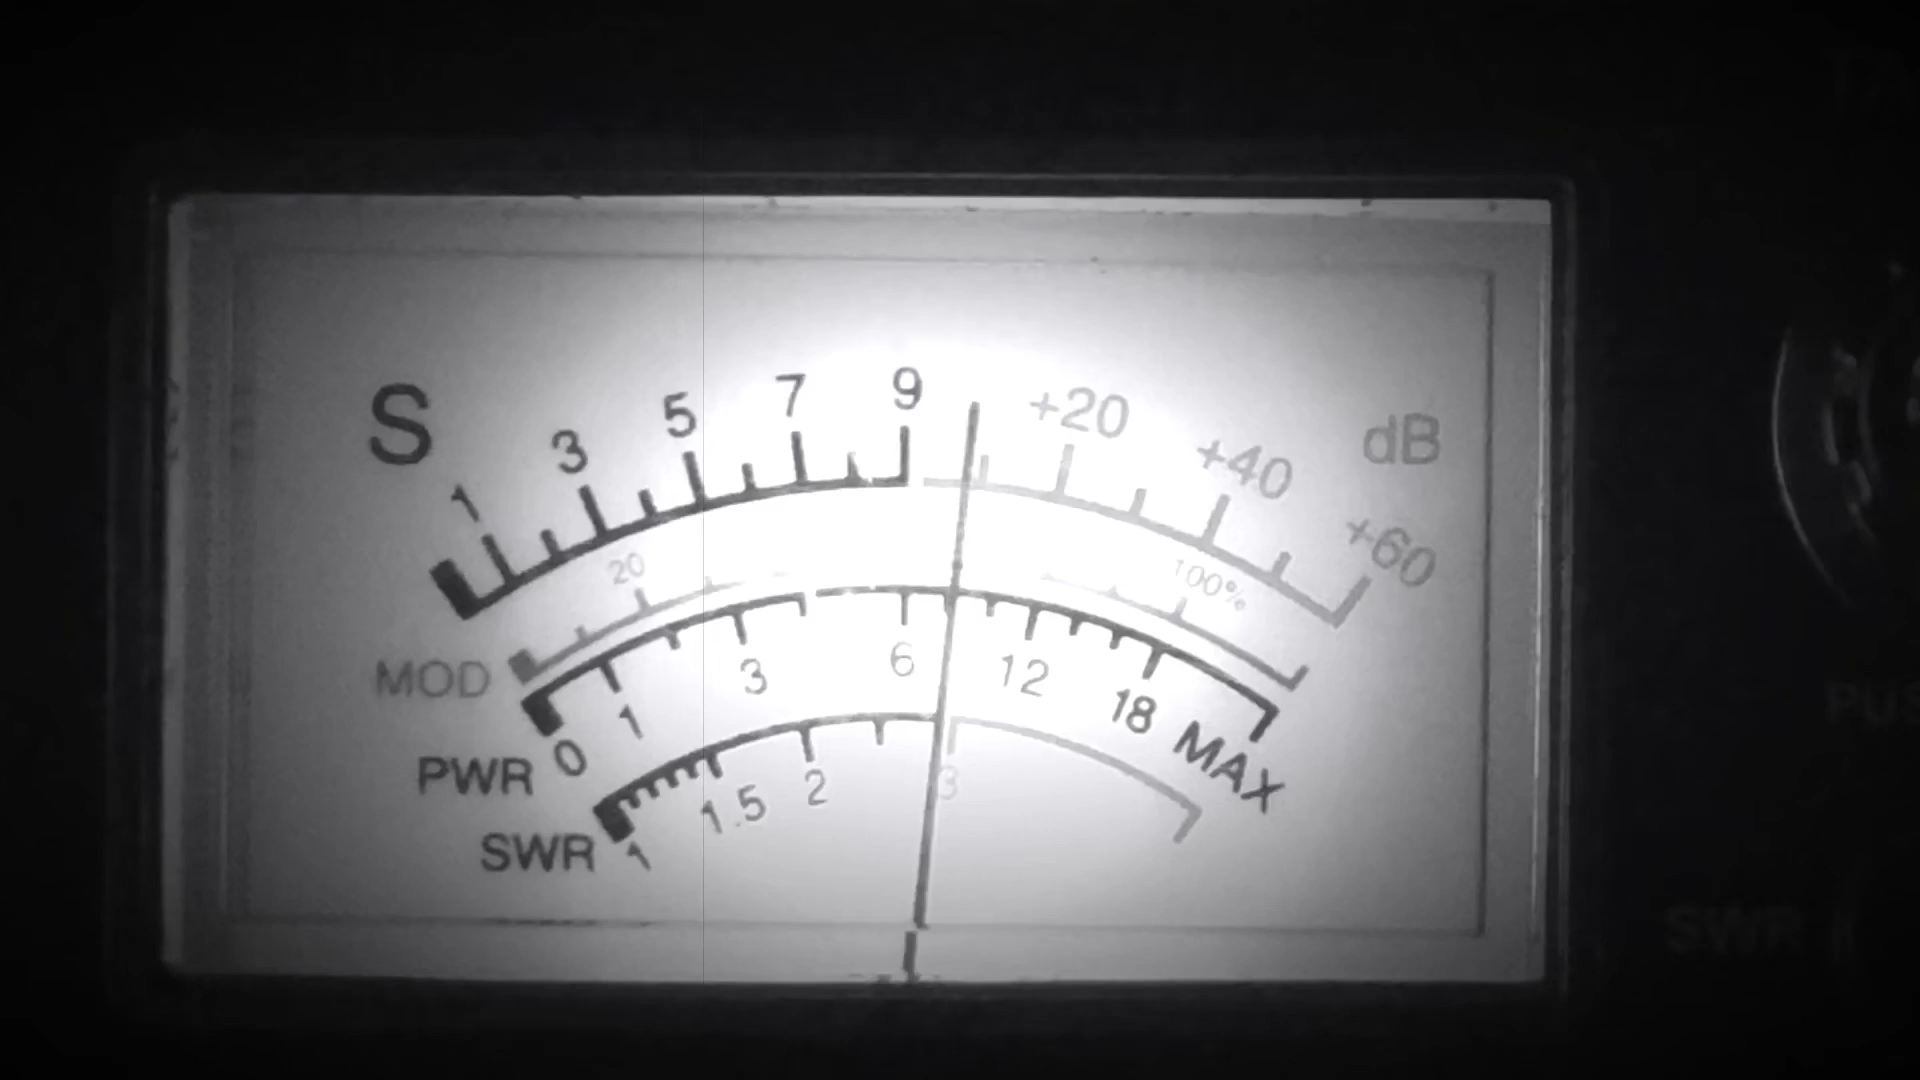 S 1 3 5 7 9 +20 +40 +60 dB
MOD 20 100%
PWR 0 1 3 6 12 18 MAX
SWR 1 1.5 2 3
SWR